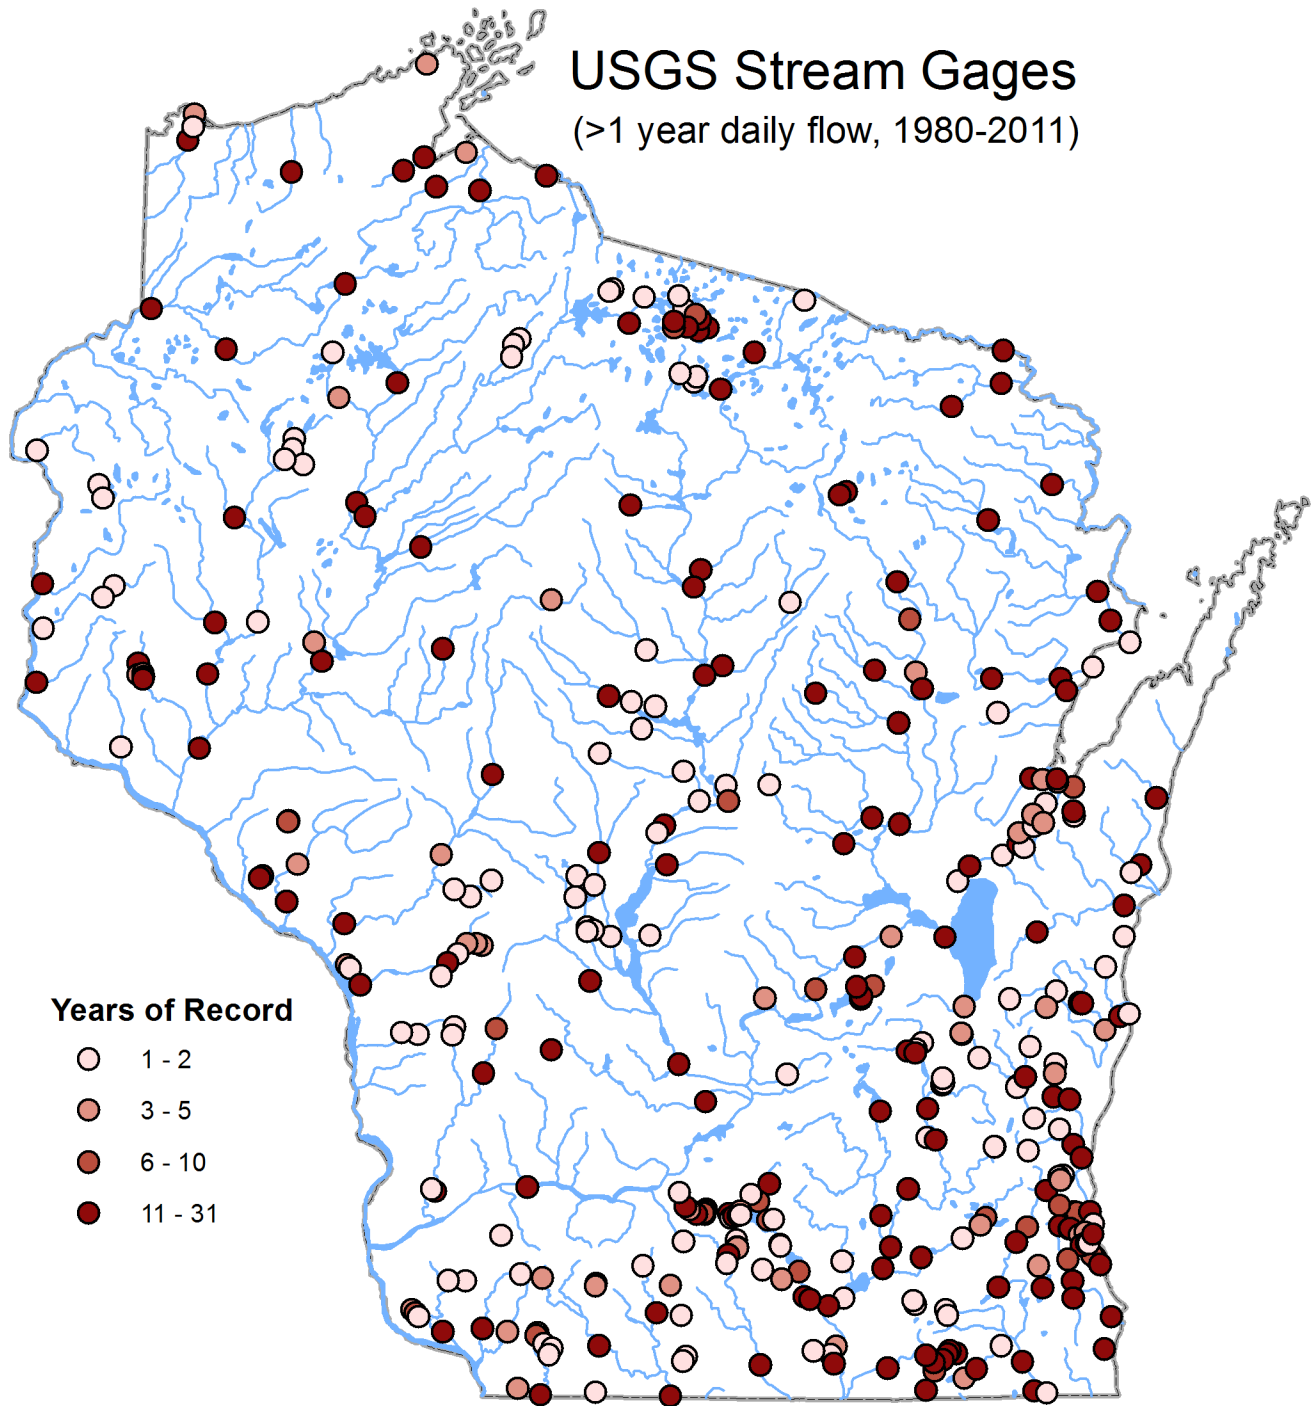 USGS Stream Gages
(>1 year daily flow, 1980-2011)
Years of Record
1 - 2
3 - 5
6 - 10
11 - 31